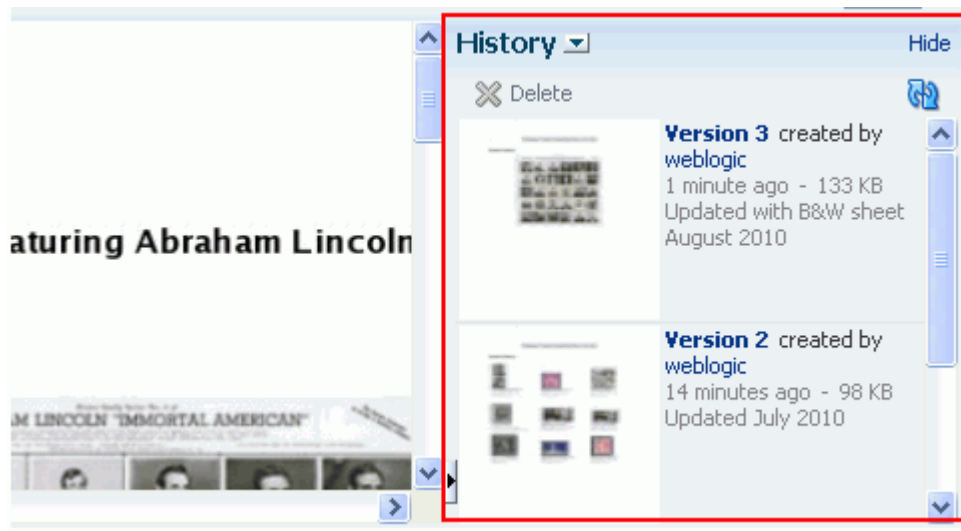 aturing Abraham Lincoln
AM LINCOLN "IMMORTAL AMERICAN"
History
Hide
Delete
Version 3 created by
weblogic
1 minute ago - 133 KB
Updated with B&W sheet
August 2010
Version 2 created by
weblogic
14 minutes ago - 98 KB
Updated July 2010